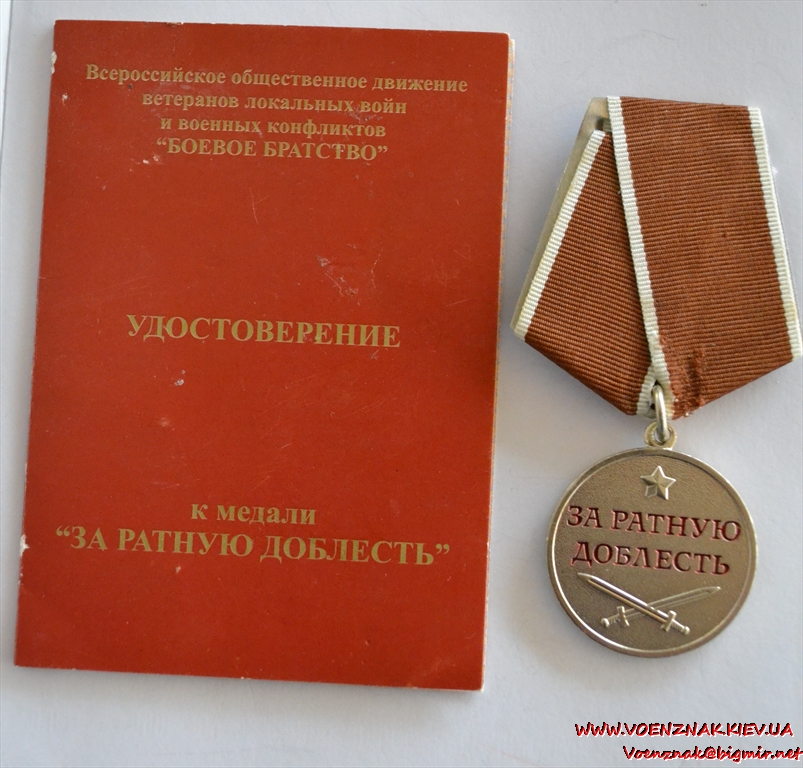 Всероссийское общественное движение
ветеранов локальных войн
и военных конфликтов
“БОЕВОЕ БРАТСТВО”
УДОСТОВЕРЕНИЕ
к медали
“ЗА РАТНУЮ ДОБЛЕСТЬ”
ЗА РАТНУЮ
ДОБЛЕСТЬ
WWW.VOENZNAK.KIEV.UA
Voenznak@bigmir.net